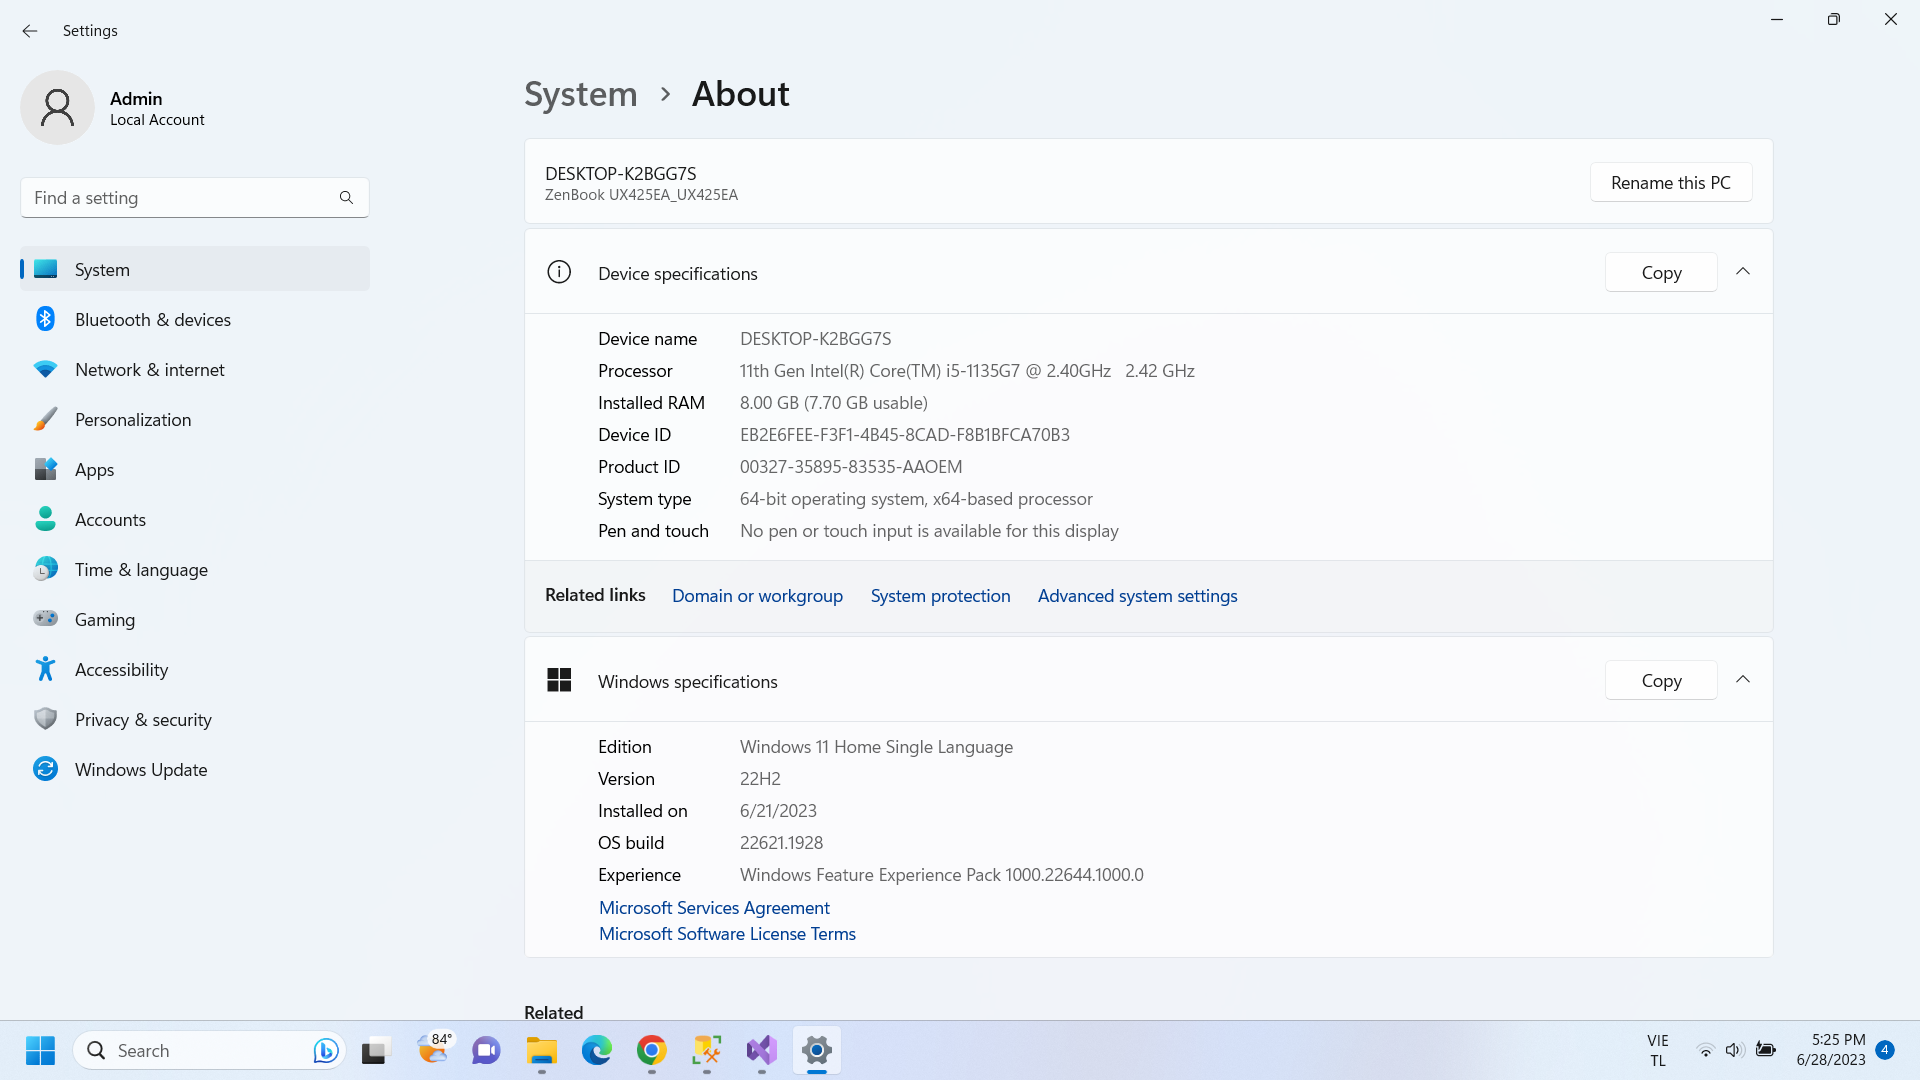 Settings
Admin
Local Account
Find a setting
System
Bluetooth & devices
Network & internet
Personalization
Apps
Accounts
Time & language
Gaming
Accessibility
Privacy & security
Windows Update
System > About
DESKTOP-K2BGG7S
ZenBook UX425EA_UX425EA
Rename this PC
Device specifications
Copy
Device name DESKTOP-K2BGG7S
Processor 11th Gen Intel(R) Core(TM) i5-1135G7 @ 2.40GHz 2.42 GHz
Installed RAM 8.00 GB (7.70 GB usable)
Device ID EB2E6FEE-F3F1-4B45-8CAD-F8B1BFCA70B3
Product ID 00327-35895-83535-AAOEM
System type 64-bit operating system, x64-based processor
Pen and touch No pen or touch input is available for this display
Related links Domain or workgroup System protection Advanced system settings
Windows specifications
Copy
Edition Windows 11 Home Single Language
Version 22H2
Installed on 6/21/2023
OS build 22621.1928
Experience Windows Feature Experience Pack 1000.22644.1000.0
Microsoft Services Agreement
Microsoft Software License Terms
Related
Search
84°
VIE
TL
5:25 PM
6/28/2023
4